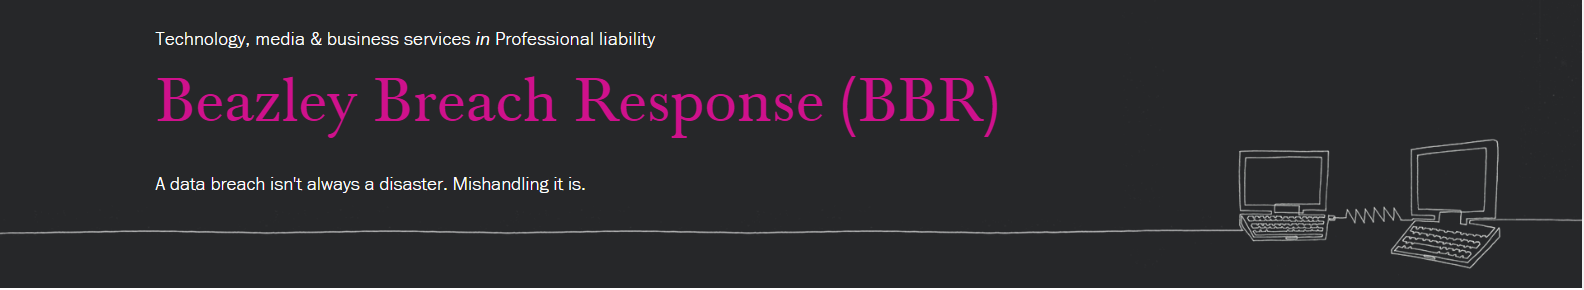 Technology, media & business services in Professional liability
Beazley Breach Response (BBR)
A data breach isn't always a disaster. Mishandling it is.